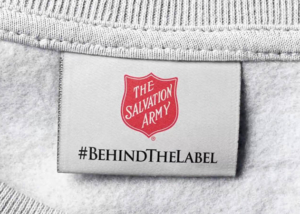 THE
SALVATION
ARMY
®
#BEHINDTHELABEL